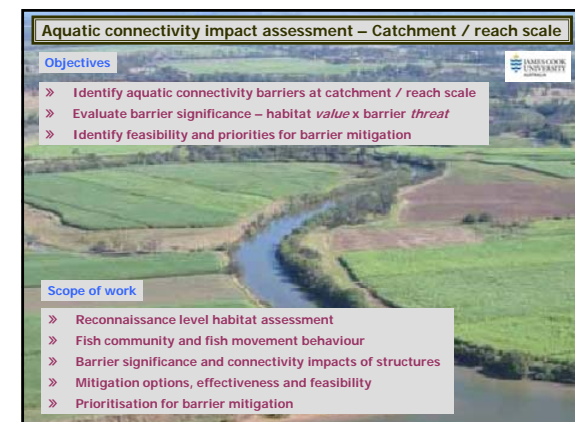 Aquatic connectivity impact assessment – Catchment / reach scale
Objectives
JAMES COOK
UNIVERSITY
AUSTRALIA
» Identify aquatic connectivity barriers at catchment / reach scale
» Evaluate barrier significance – habitat value x barrier threat
» Identify feasibility and priorities for barrier mitigation
Scope of work
» Reconnaissance level habitat assessment
» Fish community and fish movement behaviour
» Barrier significance and connectivity impacts of structures
» Mitigation options, effectiveness and feasibility
» Prioritisation for barrier mitigation